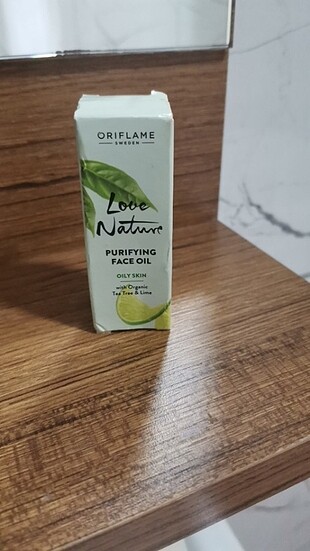 ORIFLAME
SWEDEN
Love
Nature
PURIFYING
FACE OIL
OILY SKIN
with Organic
Tea Tree & Lime